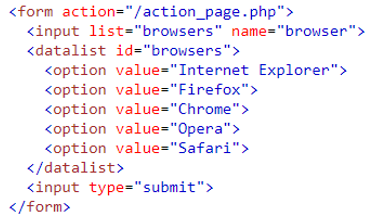 <form action="/action_page.php">
  <input list="browsers" name="browser">
  <datalist id="browsers">
    <option value="Internet Explorer">
    <option value="Firefox">
    <option value="Chrome">
    <option value="Opera">
    <option value="Safari">
  </datalist>
  <input type="submit">
</form>